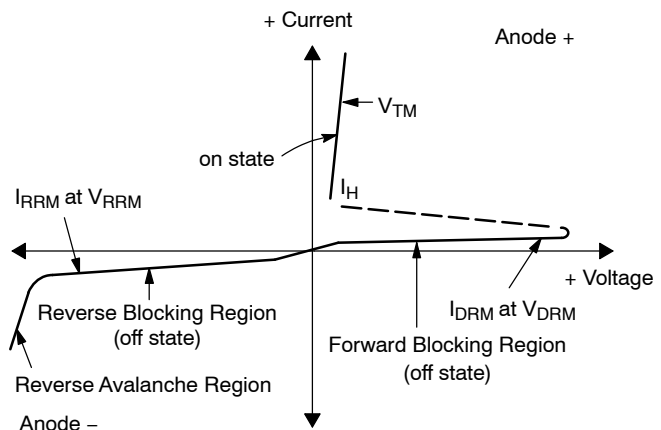 + Current
Anode +
V_TM
on state
I_H
I_RRM at V_RRM
+ Voltage
I_DRM at V_DRM
Reverse Blocking Region
(off state)
Forward Blocking Region
(off state)
Reverse Avalanche Region
Anode −